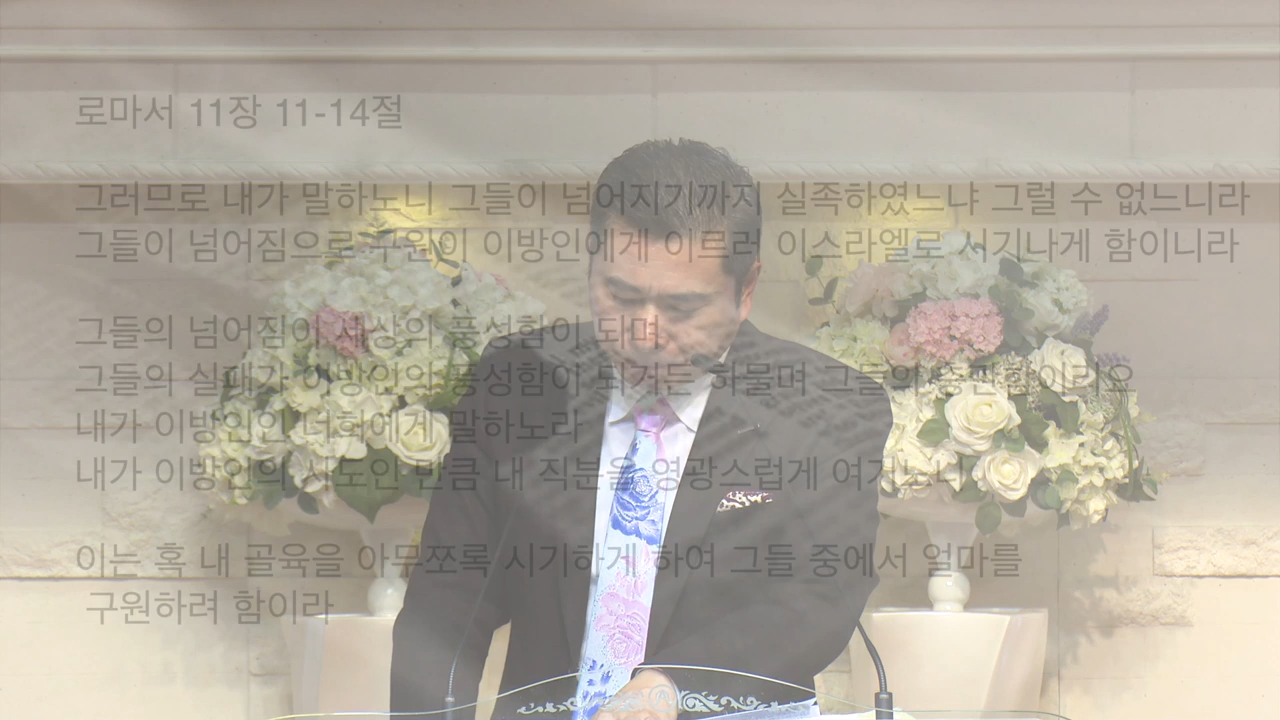 로마서 11장 11-14절
그러므로 내가 말하노니 그들이 넘어지기까지 실족하였느냐 그럴 수 없느니라
그들이 넘어짐으로 구원이 이방인에게 이르러 이스라엘로 시기나게 함이니라
그들의 넘어짐이 세상의 풍성함이 되며
그들의 실패가 이방인의 풍성함이 되거든 하물며 그들의 충만함이리요
내가 이방인인 너희에게 말하노라
내가 이방인의 사도인 만큼 내 직분을 영광스럽게 여기노니
이는 혹 내 골육을 아무쪼록 시기하게 하여 그들 중에서 얼마를
구원하려 함이라